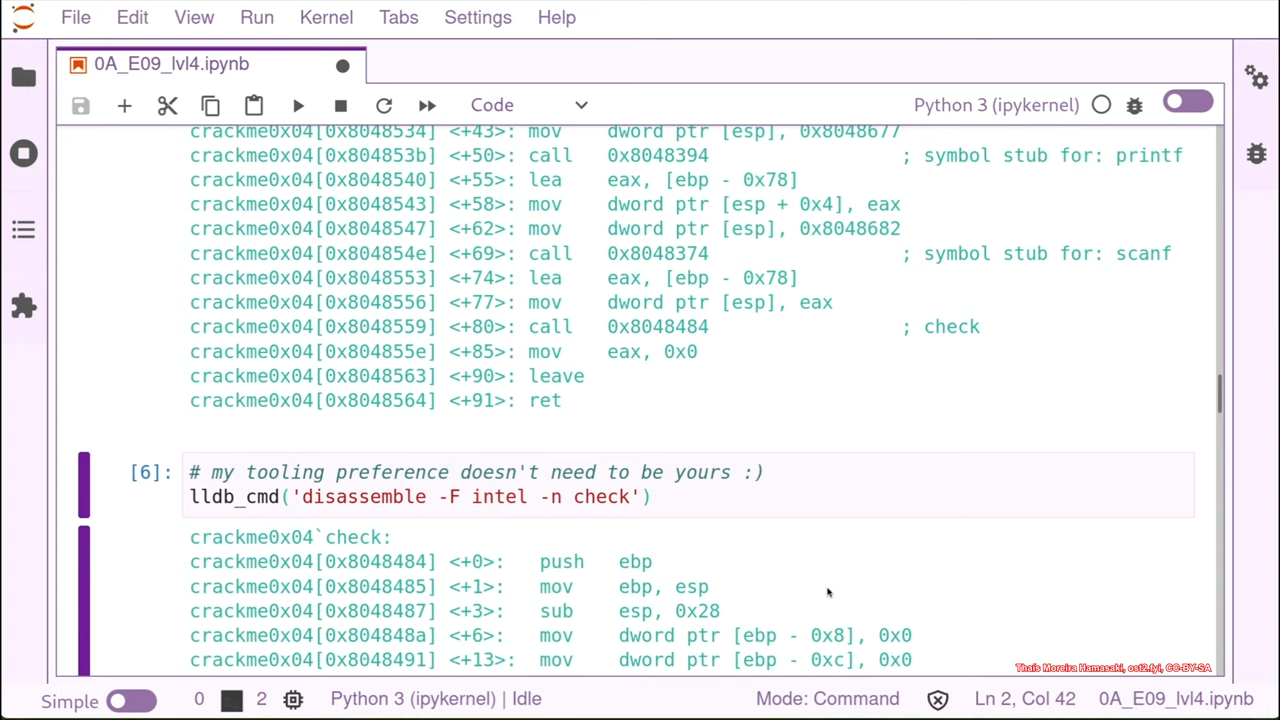 File Edit View Run Kernel Tabs Settings Help
0A_E09_lvl4.ipynb
Code Python 3 (ipykernel)
crackme0x04[0x8048534] <+43>: mov dword ptr [esp], 0x8048677
crackme0x04[0x804853b] <+50>: call 0x8048394 ; symbol stub for: printf
crackme0x04[0x8048540] <+55>: lea eax, [ebp - 0x78]
crackme0x04[0x8048543] <+58>: mov dword ptr [esp + 0x4], eax
crackme0x04[0x8048547] <+62>: mov dword ptr [esp], 0x8048682
crackme0x04[0x804854e] <+69>: call 0x8048374 ; symbol stub for: scanf
crackme0x04[0x8048553] <+74>: lea eax, [ebp - 0x78]
crackme0x04[0x8048556] <+77>: mov dword ptr [esp], eax
crackme0x04[0x8048559] <+80>: call 0x8048484 ; check
crackme0x04[0x804855e] <+85>: mov eax, 0x0
crackme0x04[0x8048563] <+90>: leave
crackme0x04[0x8048564] <+91>: ret
[6]: # my tooling preference doesn't need to be yours :)
lldb_cmd('disassemble -F intel -n check')
crackme0x04`check:
crackme0x04[0x8048484] <+0>: push ebp
crackme0x04[0x8048485] <+1>: mov ebp, esp
crackme0x04[0x8048487] <+3>: sub esp, 0x28
crackme0x04[0x804848a] <+6>: mov dword ptr [ebp - 0x8], 0x0
crackme0x04[0x8048491] <+13>: mov dword ptr [ebp - 0xc], 0x0
Thais Moreira Hamasaki, ost2.fyi, CC-BY-SA
Simple 0 2 Python 3 (ipykernel) | Idle Mode: Command Ln 2, Col 42 0A_E09_lvl4.ipynb